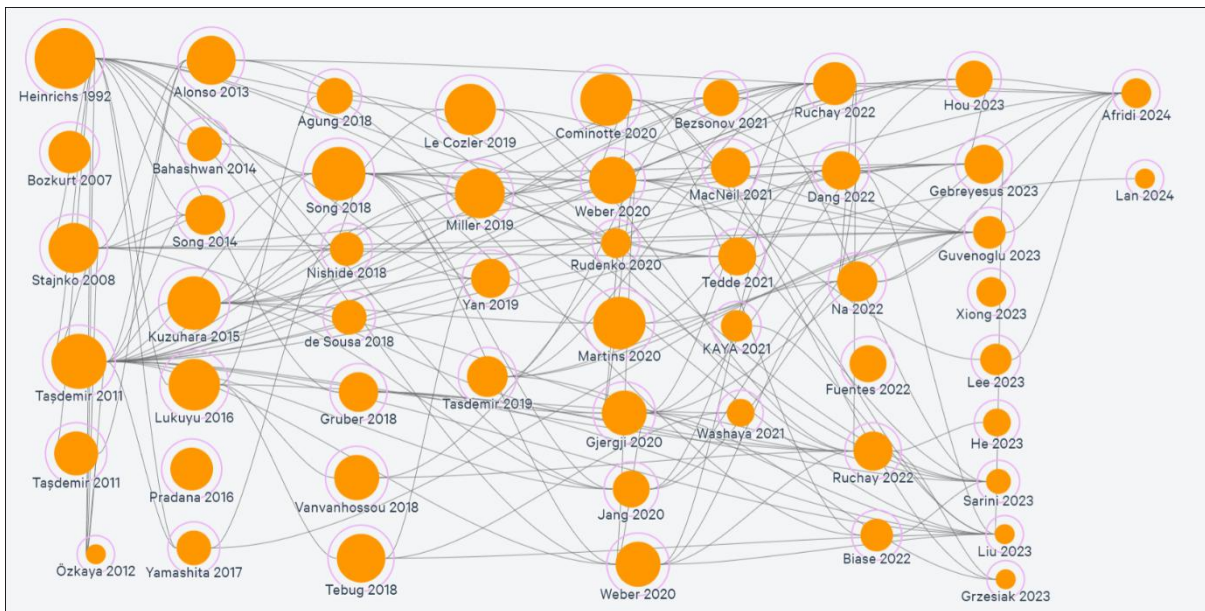 Heinrichs 1992
Bozkurt 2007
Stajnko 2008
Taşdemir 2011
Taşdemir 2011
Özkaya 2012
Alonso 2013
Bahashwan 2014
Song 2014
Kuzuhara 2015
Lukuyu 2016
Pradana 2016
Yamashita 2017
Agung 2018
Song 2018
Nishide 2018
de Sousa 2018
Gruber 2018
Vanvanhossou 2018
Tebug 2018
Le Cozler 2019
Miller 2019
Yan 2019
Tasdemir 2019
Cominotte 2020
Weber 2020
Rudenko 2020
Martins 2020
Gjergji 2020
Jang 2020
Weber 2020
Bezsonov 2021
MacNeil 2021
Tedde 2021
KAYA 2021
Washaya 2021
Ruchay 2022
Dang 2022
Na 2022
Fuentes 2022
Ruchay 2022
Biase 2022
Hou 2023
Gebreyesus 2023
Guvenoglu 2023
Xiong 2023
Lee 2023
He 2023
Sarini 2023
Liu 2023
Grzesiak 2023
Afridi 2024
Lan 2024